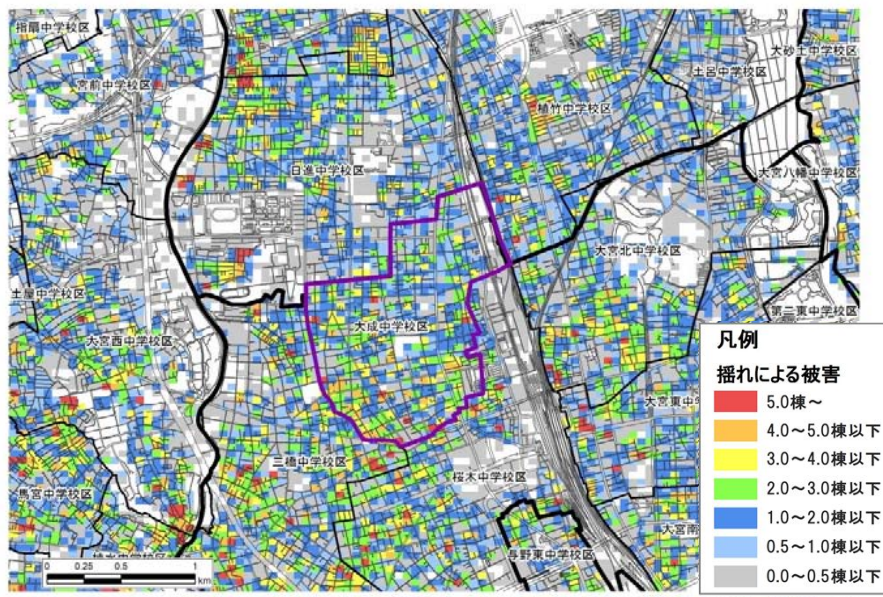 指扇中学校区
大砂土中学校区
土呂中学校区
宮前中学校区
植竹中学校区
日進中学校区
大宮八幡中学校区
大宮北中学校区
土屋中学校区
第二東中学校区
大成中学校区
大宮西中学校区
大宮東中
三橋中学校区
桜木中学校区
馬宮中学校区
大宮南
与野東中学校区
0 0.25 0.5 1
km
凡例
揺れによる被害
5.0棟~
4.0~5.0棟以下
3.0~4.0棟以下
2.0~3.0棟以下
1.0~2.0棟以下
0.5~1.0棟以下
0.0~0.5棟以下